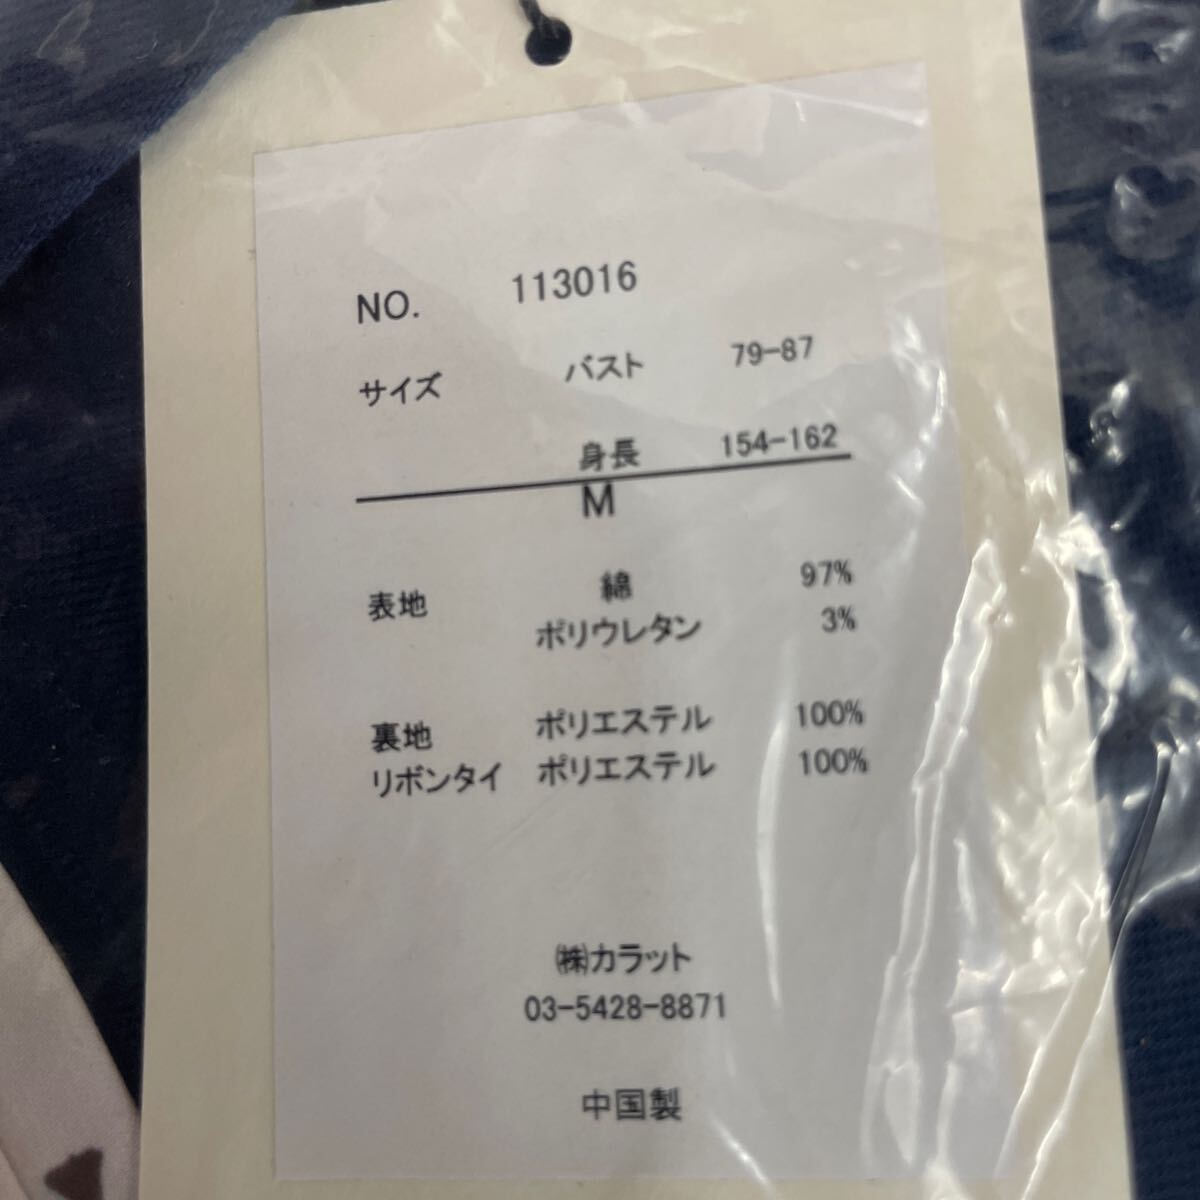 NO. 113016
サイズ バスト 79-87
身長 154-162
M
表地 綿 97%
ポリウレタン 3%
裏地 ポリエステル 100%
リボンタイ ポリエステル 100%
㈱カラット
03-5428-8871
中国製